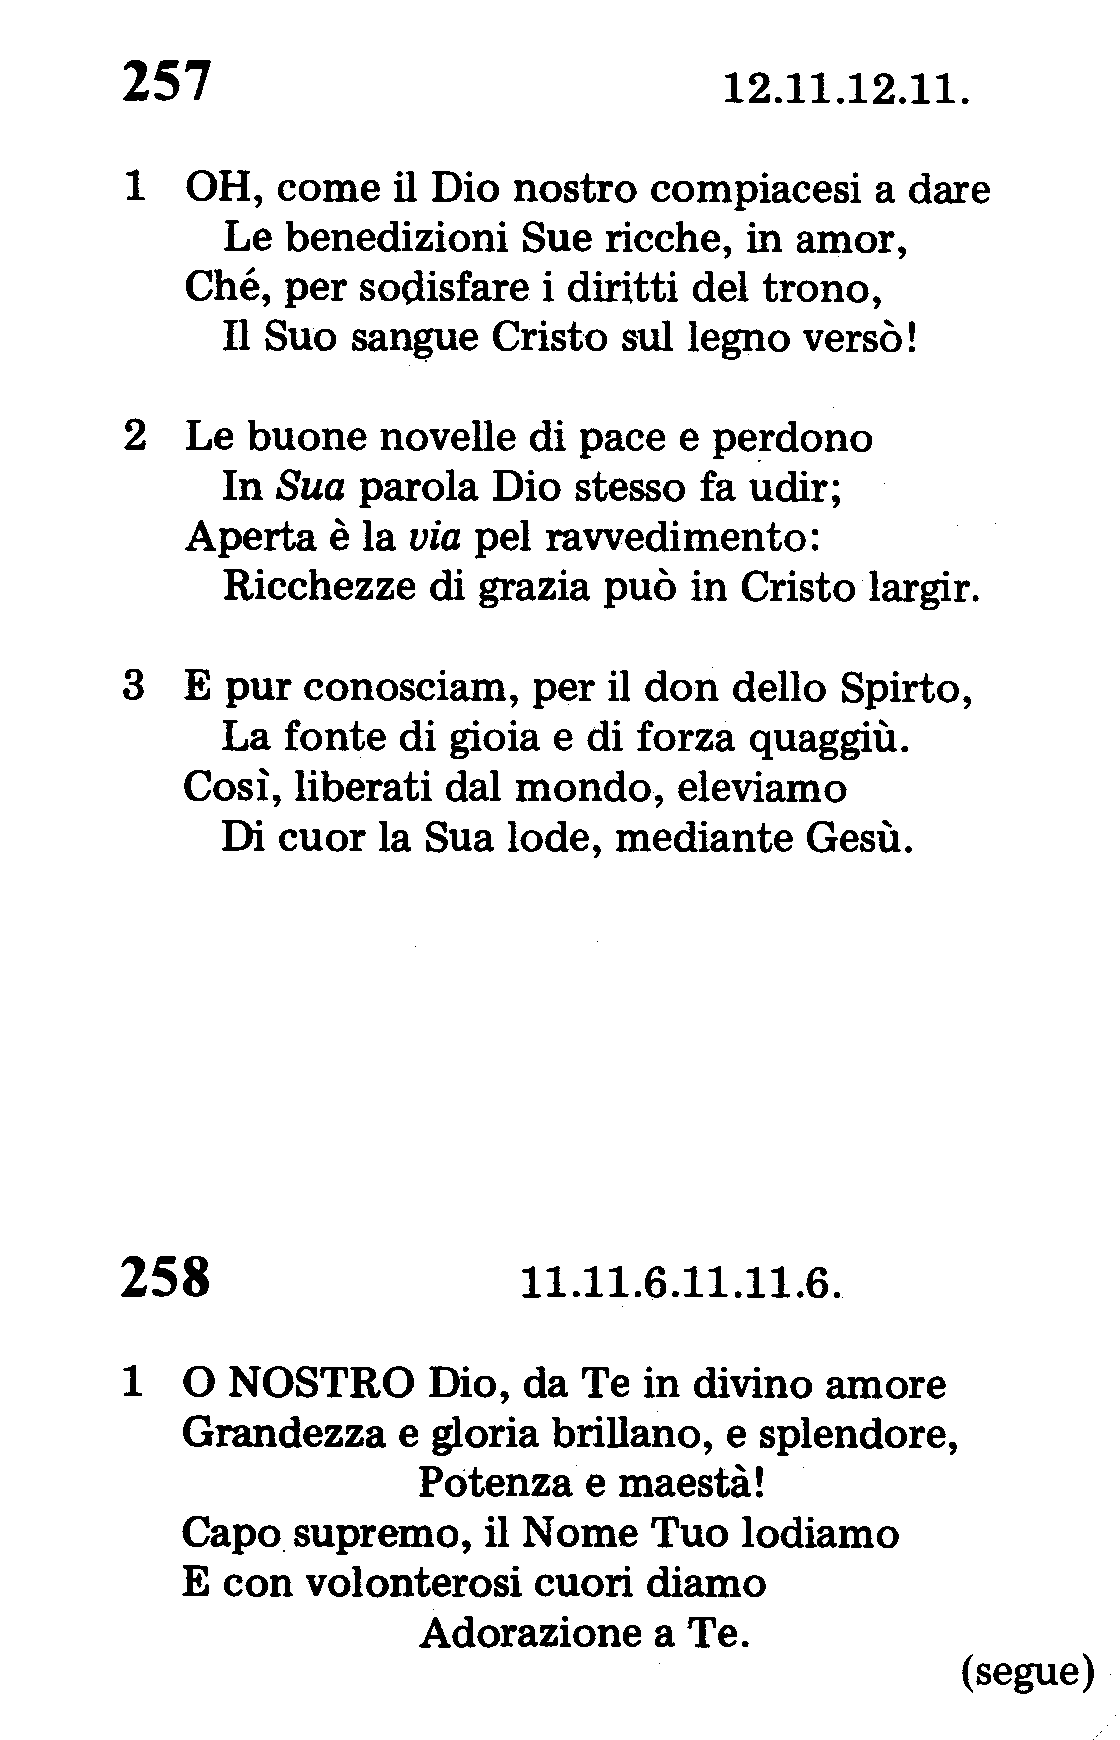 257 12.11.12.11.
1 OH, come il Dio nostro compiacesi a dare
Le benedizioni Sue ricche, in amor,
Ché, per sodisfare i diritti del trono,
Il Suo sangue Cristo sul legno versò!
2 Le buone novelle di pace e perdono
In Sua parola Dio stesso fa udir;
Aperta è la via pel ravvedimento:
Ricchezze di grazia può in Cristo largir.
3 E pur conosciam, per il don dello Spirto,
La fonte di gioia e di forza quaggiù.
Così, liberati dal mondo, eleviamo
Di cuor la Sua lode, mediante Gesù.
258 11.11.6.11.11.6.
1 O NOSTRO Dio, da Te in divino amore
Grandezza e gloria brillano, e splendore,
Potenza e maestà!
Capo supremo, il Nome Tuo lodiamo
E con volonterosi cuori diamo
Adorazione a Te.
(segue)